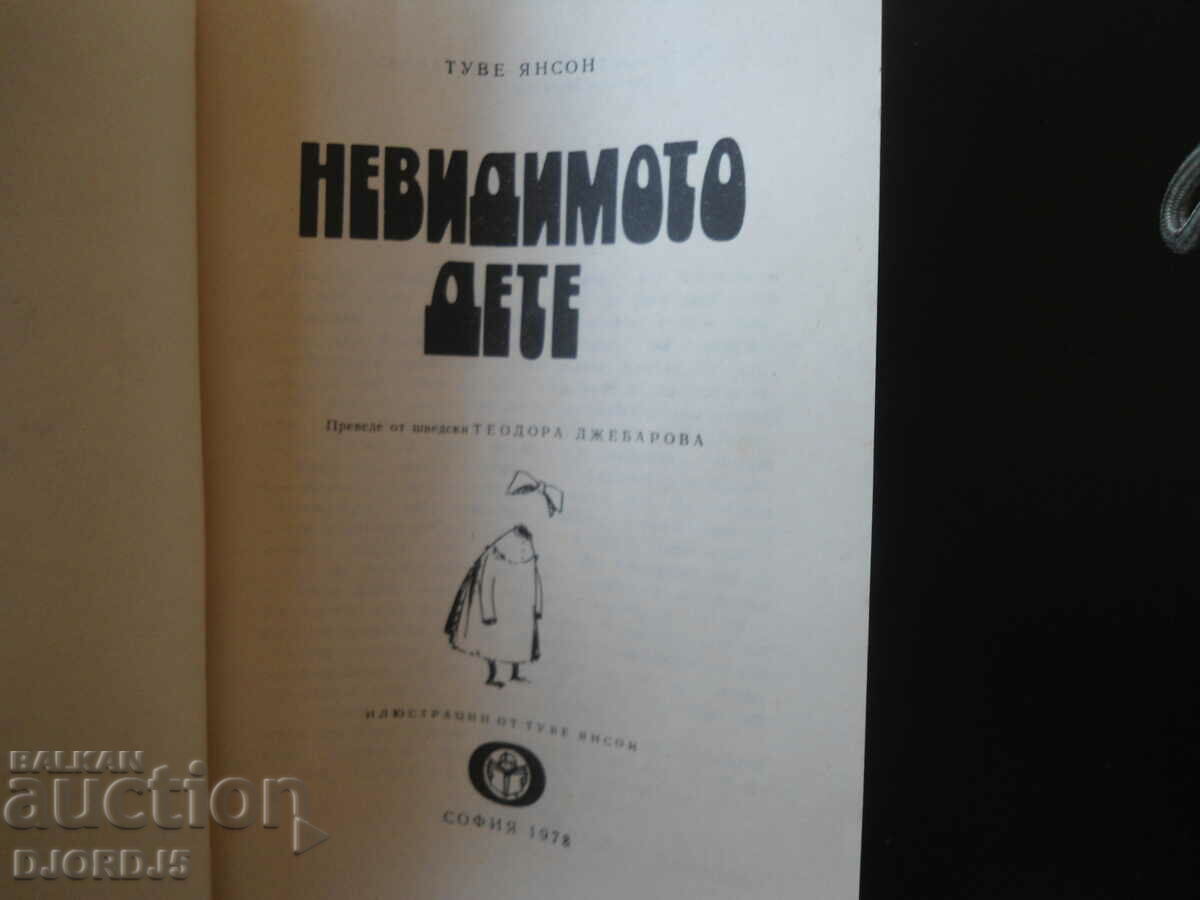 ТУВЕ ЯНСОН
НЕВИДИМОТО
ДЕТЕ
Преведе от шведски ТЕОДОРА ДЖЕБАРОВА
ИЛЮСТРАЦИИ ОТ ТУВЕ ЯНСОН
СОФИЯ 1978
BALKAN
auction
DJORDJ5